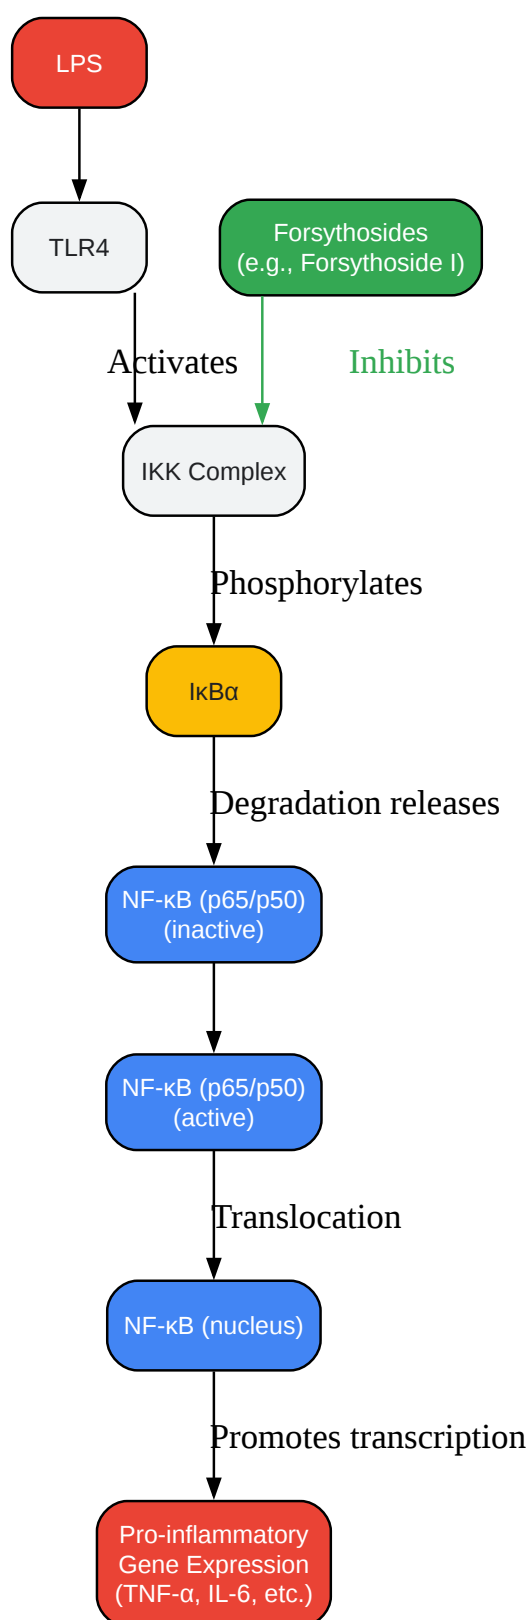 LPS
TLR4
Forsythosides
(e.g., Forsythoside I)
Activates
Inhibits
IKK Complex
Phosphorylates
IκBα
Degradation releases
NF-κB (p65/p50)
(inactive)
NF-κB (p65/p50)
(active)
Translocation
NF-κB (nucleus)
Promotes transcription
Pro-inflammatory
Gene Expression
(TNF-α, IL-6, etc.)